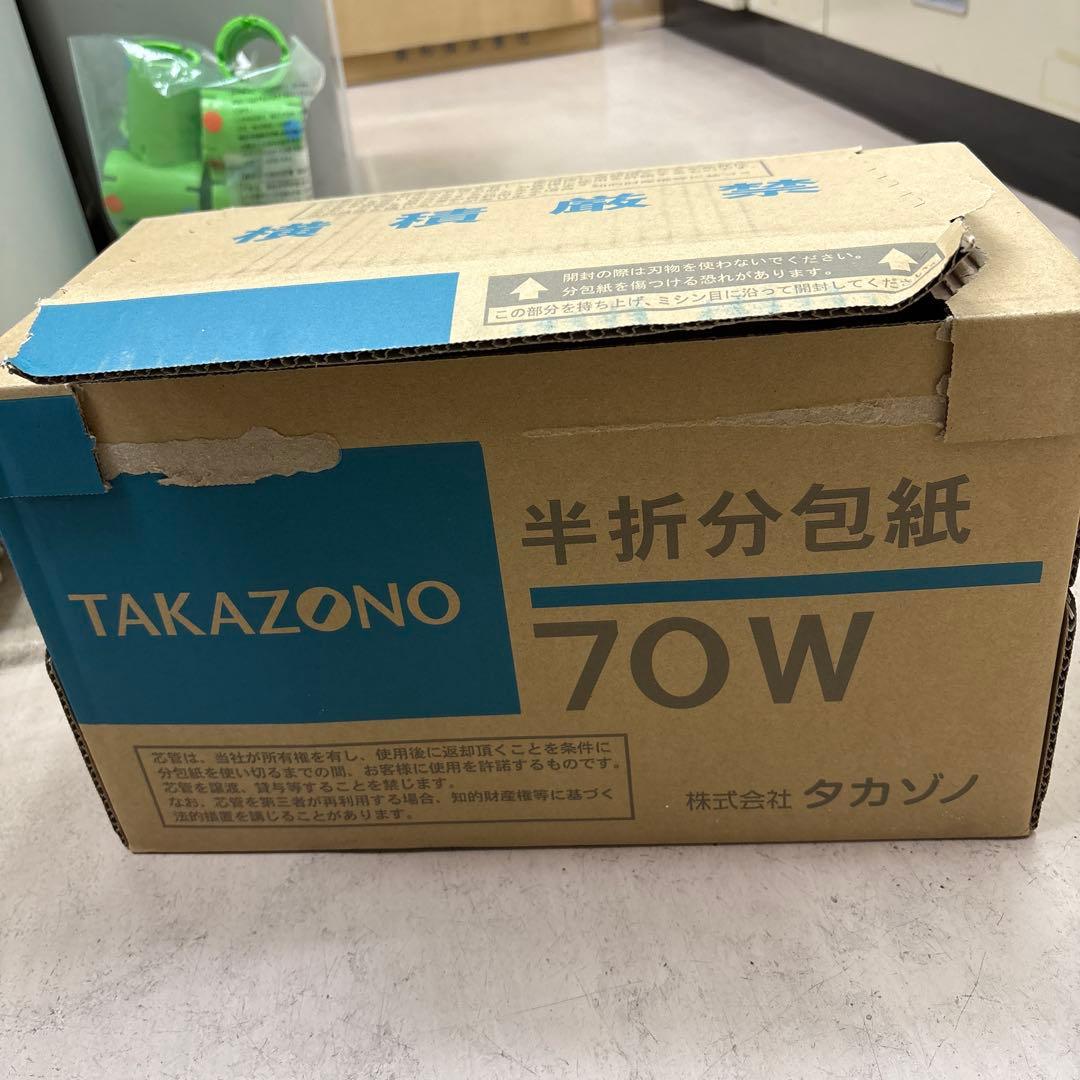 横積厳禁
開封の際は刃物を使わないでください。
分包紙を傷つける恐れがあります。
この部分を持ち上げ、ミシン目に沿って開封してください。
TAKAZONO
半折分包紙
70W
芯管は、当社が所有権を有し、使用後に返却頂くことを条件に
分包紙を使い切るまでの間、お客様に使用を許諾するものです。
芯管を譲渡、貸与等することを禁じます。
なお、芯管を第三者が再利用する場合、知的財産権等に基づく
法的措置を講じることがあります。
株式会社 タカゾノ